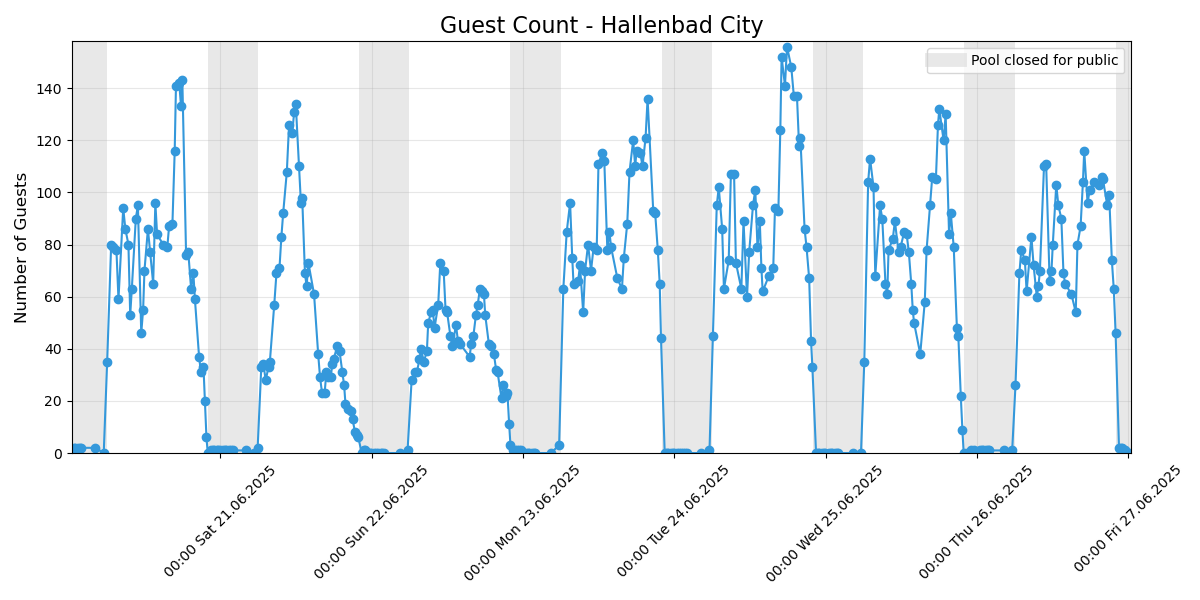 Guest Count - Hallenbad City
Pool closed for public
Number of Guests
140
120
100
80
60
40
20
0
00:00 Sat 21.06.2025
00:00 Sun 22.06.2025
00:00 Mon 23.06.2025
00:00 Tue 24.06.2025
00:00 Wed 25.06.2025
00:00 Thu 26.06.2025
00:00 Fri 27.06.2025